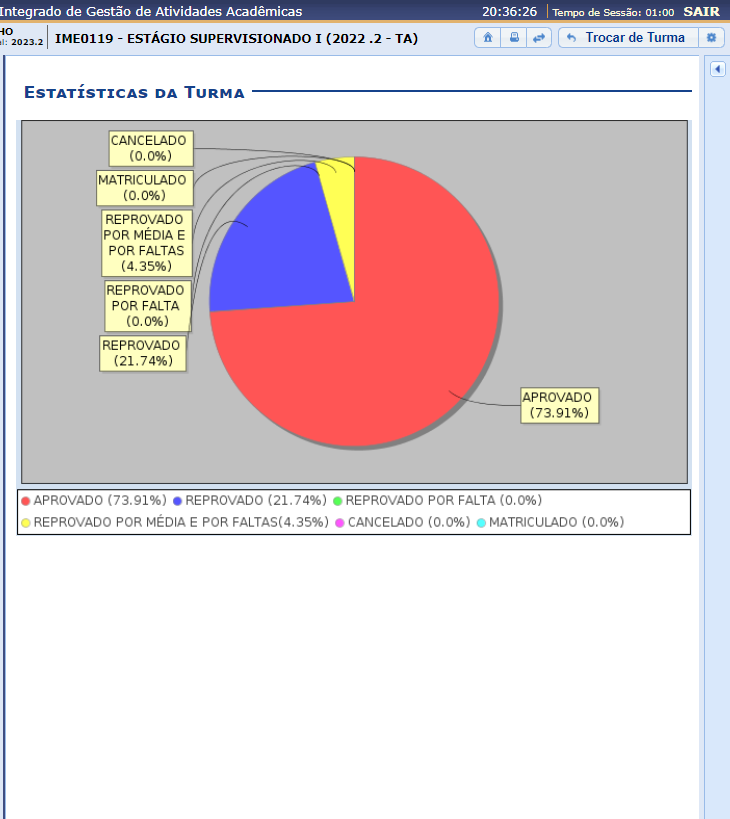 Integrado de Gestão de Atividades Acadêmicas 20:36:26 Tempo de Sessão: 01:00 SAIR
HO
el: 2023.2 IME0119 - ESTÁGIO SUPERVISIONADO I (2022 .2 - TA) Trocar de Turma
Estatísticas da Turma
CANCELADO
(0.0%)
MATRICULADO
(0.0%)
REPROVADO
POR MÉDIA E
POR FALTAS
(4.35%)
REPROVADO
POR FALTA
(0.0%)
REPROVADO
(21.74%)
APROVADO
(73.91%)
APROVADO (73.91%) REPROVADO (21.74%) REPROVADO POR FALTA (0.0%)
REPROVADO POR MÉDIA E POR FALTAS(4.35%) CANCELADO (0.0%) MATRICULADO (0.0%)